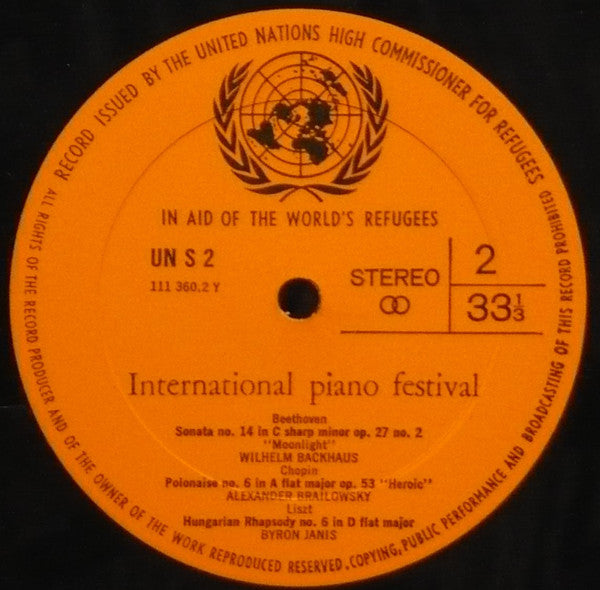 RECORD ISSUED BY THE UNITED NATIONS HIGH COMMISSIONER FOR REFUGEES
IN AID OF THE WORLD'S REFUGEES
UN S 2
111 360.2 Y
STEREO
2
33⅓
International piano festival
Beethoven
Sonata no. 14 in C sharp minor op. 27 no. 2
"Moonlight"
WILHELM BACKHAUS
Chopin
Polonaise no. 6 in A flat major op. 53 "Heroic"
ALEXANDER BRAILOWSKY
Liszt
Hungarian Rhapsody no. 6 in D flat major
BYRON JANIS
ALL RIGHTS OF THE RECORD PRODUCER AND OF THE OWNER OF THE WORK REPRODUCED RESERVED. COPYING, PUBLIC PERFORMANCE AND BROADCASTING OF THIS RECORD PROHIBITED